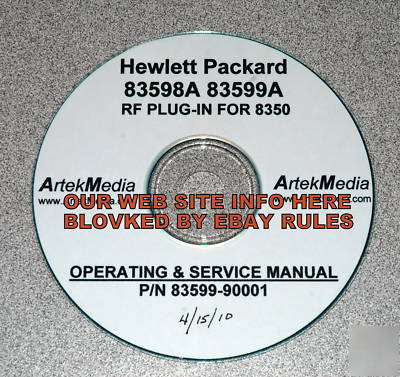 Hewlett Packard
83598A 83599A
RF PLUG-IN FOR 8350
ArtekMedia ArtekMedia
OUR WEB SITE INFO HERE
BLOVKED BY EBAY RULES
OPERATING & SERVICE MANUAL
P/N 83599-90001
4/15/10